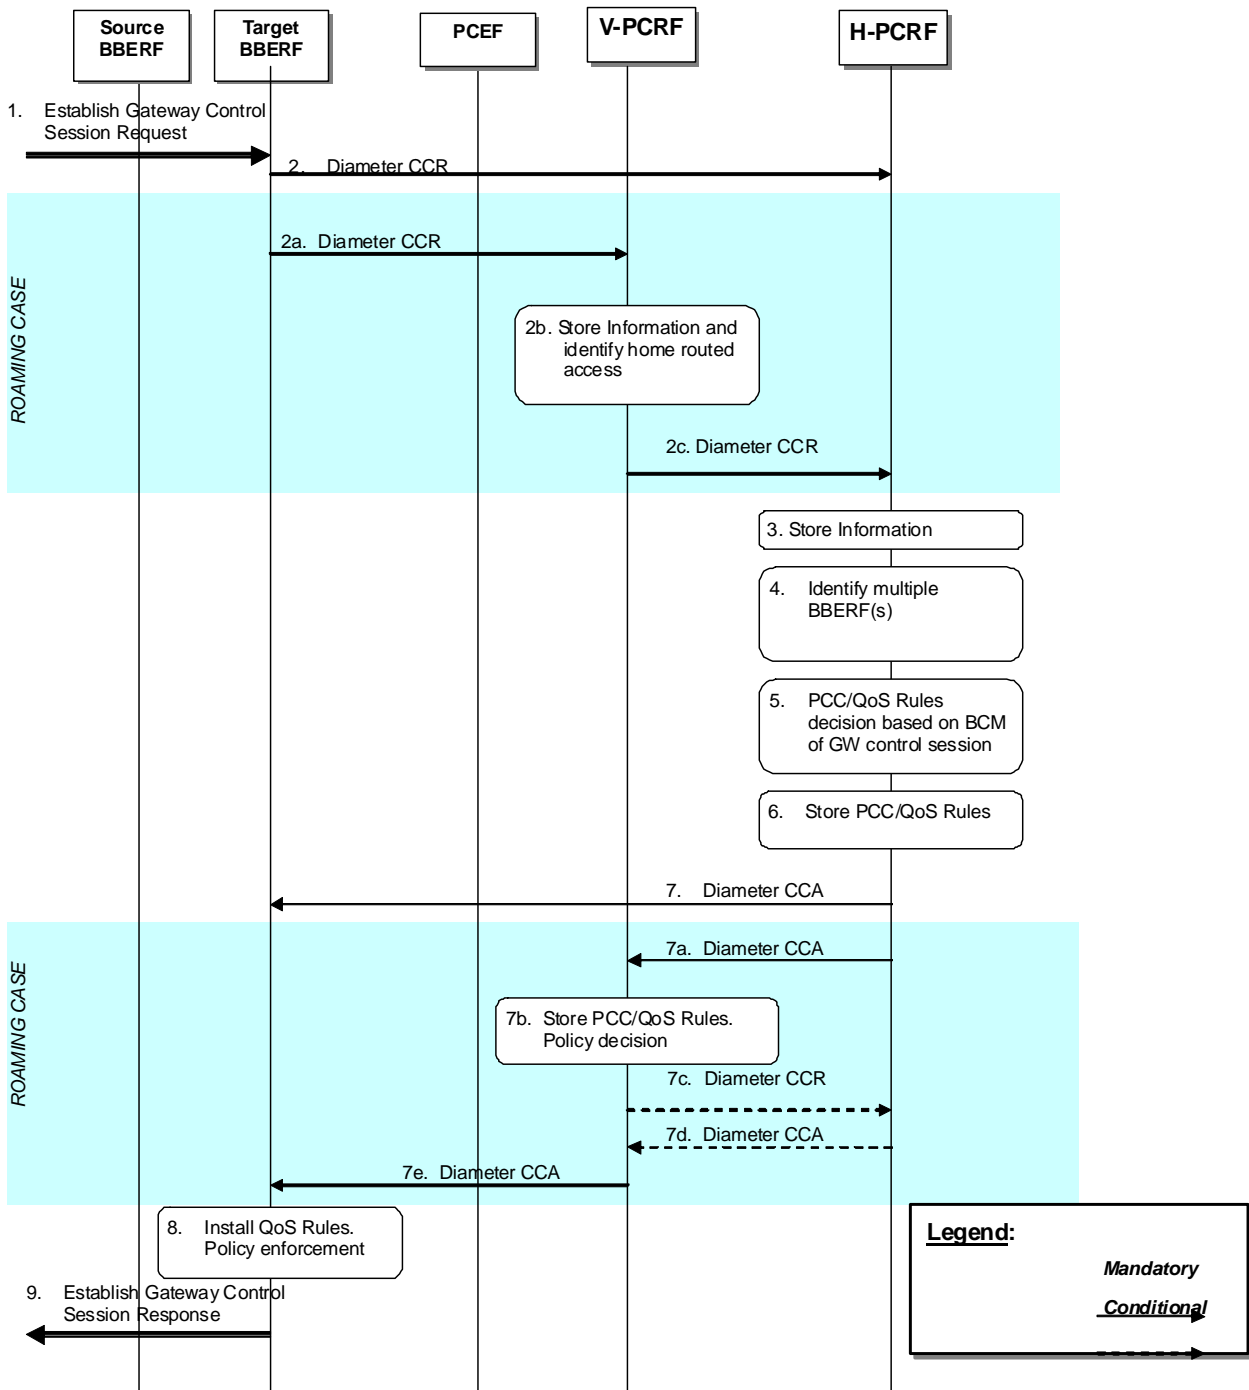 Source
BBERF
Target
BBERF
PCEF
V-PCRF
H-PCRF
1. Establish Gateway Control
Session Request
2. Diameter CCR
ROAMING CASE
2a. Diameter CCR
2b. Store Information and
identify home routed
access
2c. Diameter CCR
3. Store Information
4. Identify multiple
BBERF(s)
5. PCC/QoS Rules
decision based on BCM
of GW control session
6. Store PCC/QoS Rules
7. Diameter CCA
ROAMING CASE
7a. Diameter CCA
7b. Store PCC/QoS Rules.
Policy decision
7c. Diameter CCR
7d. Diameter CCA
7e. Diameter CCA
8. Install QoS Rules.
Policy enforcement
9. Establish Gateway Control
Session Response
Legend:
Mandatory
Conditional